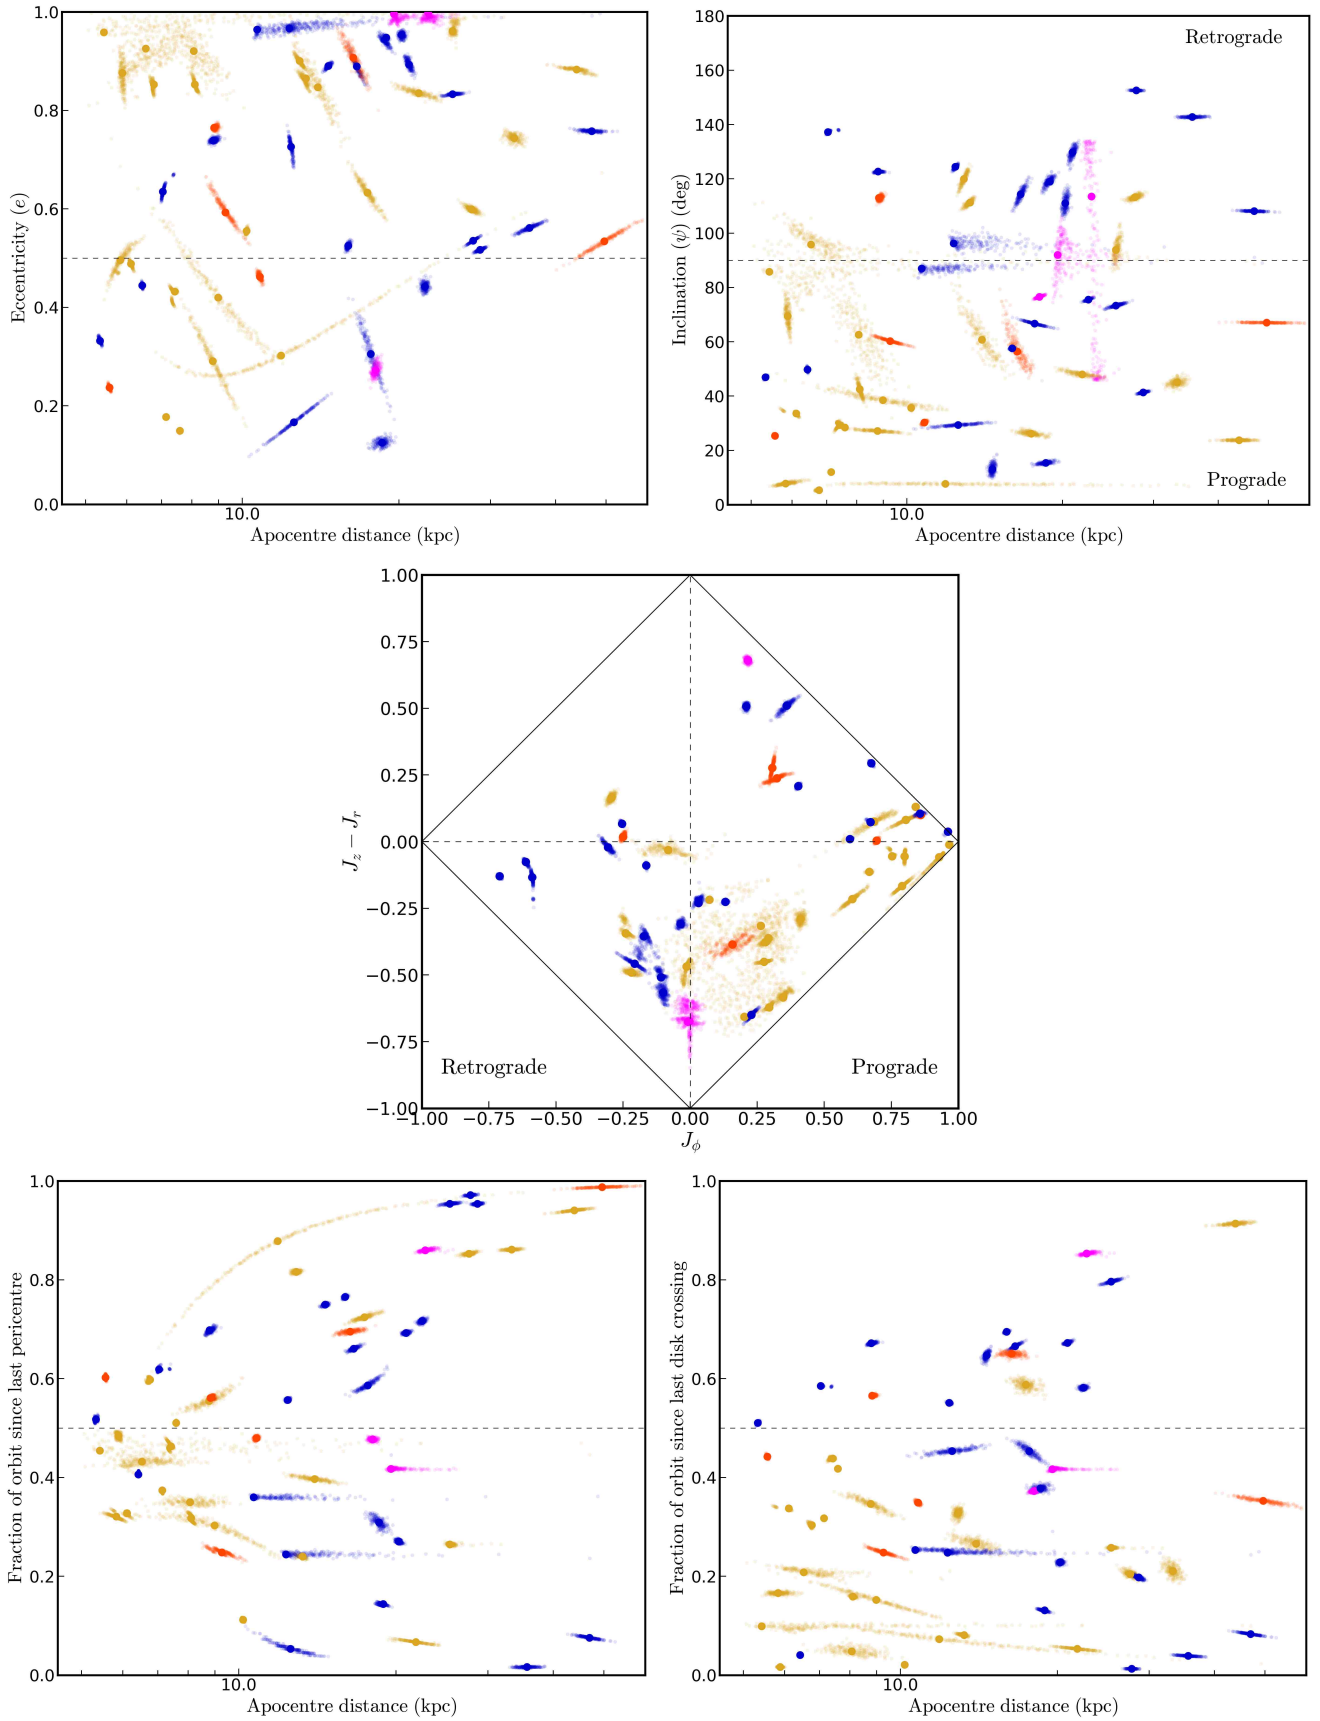 1.0
0.8
0.6
0.4
0.2
0.0
Eccentricity (e)
10.0
Apocentre distance (kpc)
180
160
140
120
100
80
60
40
20
0
Inclination (ψ) (deg)
Retrograde
Prograde
10.0
Apocentre distance (kpc)
1.00
0.75
0.50
0.25
0.00
−0.25
−0.50
−0.75
−1.00
J_z − J_r
Retrograde
Prograde
−1.00 −0.75 −0.50 −0.25 0.00 0.25 0.50 0.75 1.00
J_ϕ
1.0
0.8
0.6
0.4
0.2
0.0
Fraction of orbit since last pericentre
10.0
Apocentre distance (kpc)
1.0
0.8
0.6
0.4
0.2
0.0
Fraction of orbit since last disk crossing
10.0
Apocentre distance (kpc)